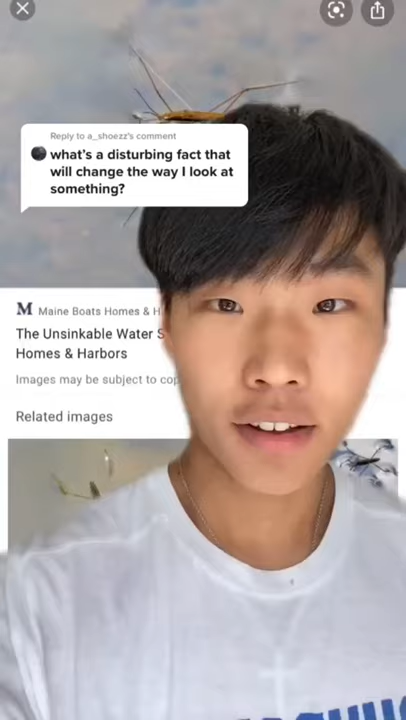 Reply to a_shoezz's comment
what's a disturbing fact that
will change the way I look at
something?
M Maine Boats Homes & H
The Unsinkable Water S
Homes & Harbors
Images may be subject to cop
Related images